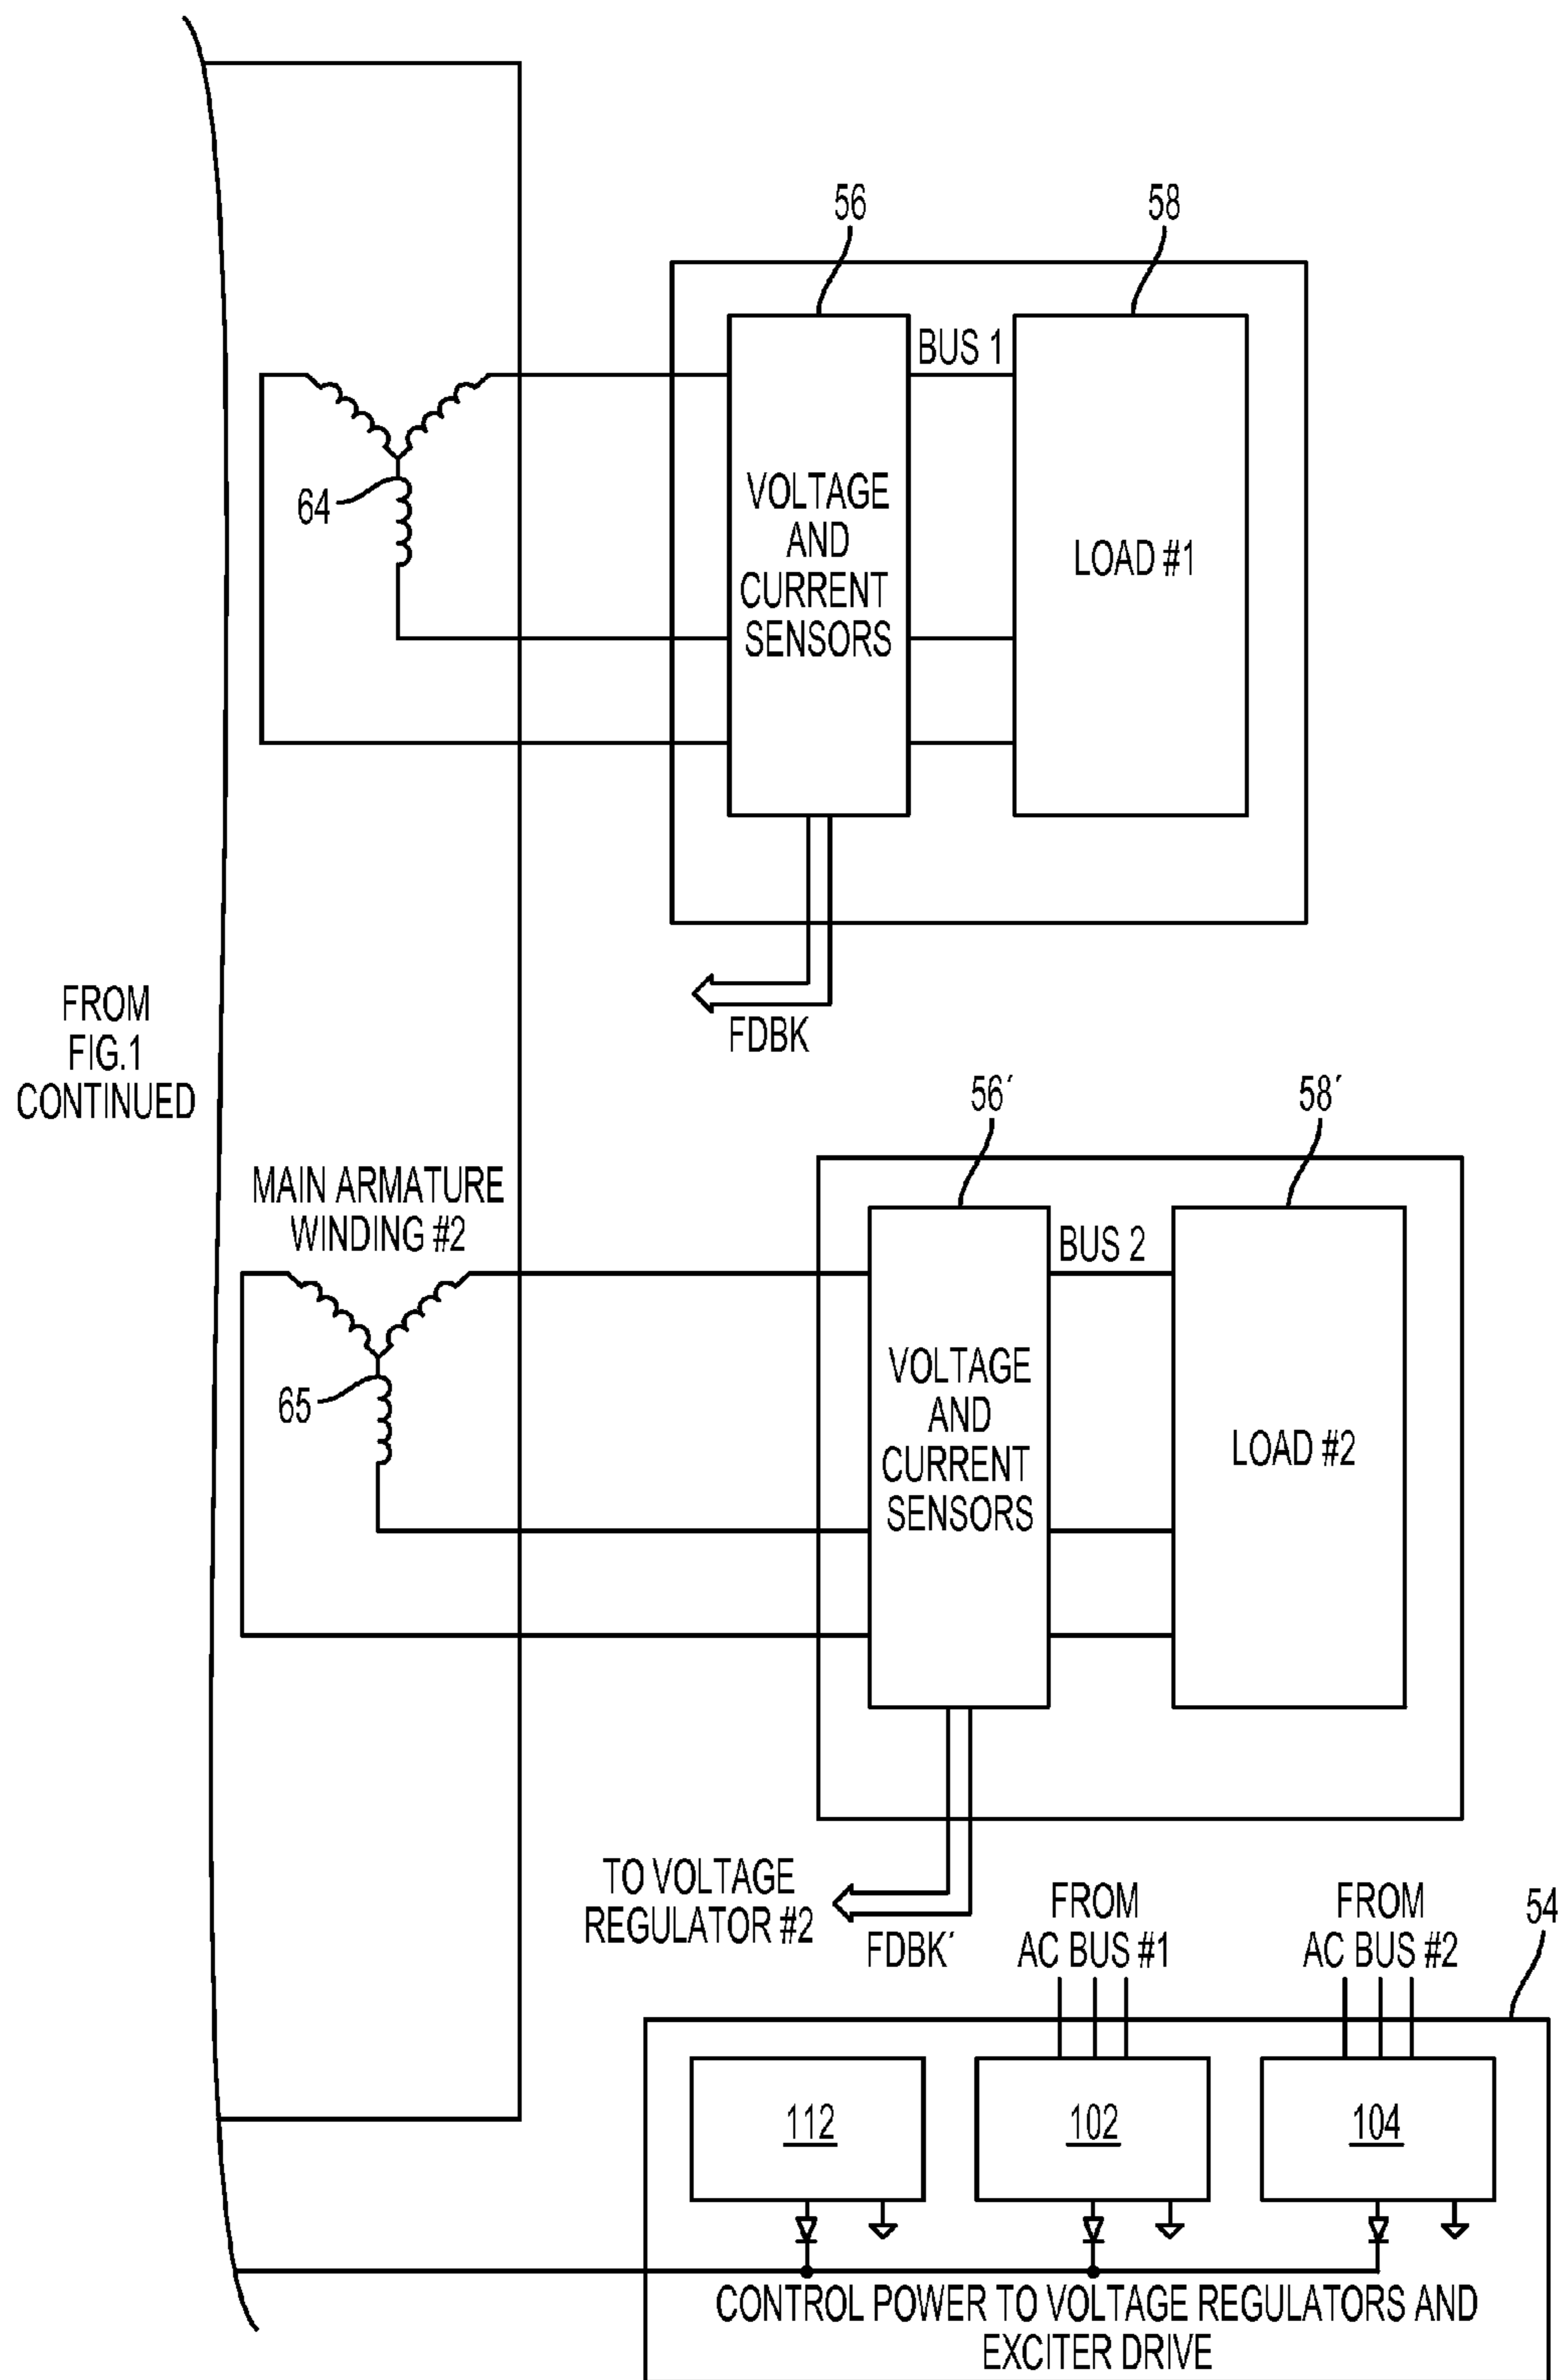 56
58
BUS 1
64
VOLTAGE
AND
CURRENT
SENSORS
LOAD #1
FROM
FIG.1
CONTINUED
FDBK
56´
58´
MAIN ARMATURE
WINDING #2
BUS 2
65
VOLTAGE
AND
CURRENT
SENSORS
LOAD #2
TO VOLTAGE
REGULATOR #2
FDBK´
FROM
AC BUS #1
FROM
AC BUS #2
54
112
102
104
CONTROL POWER TO VOLTAGE REGULATORS AND
EXCITER DRIVE